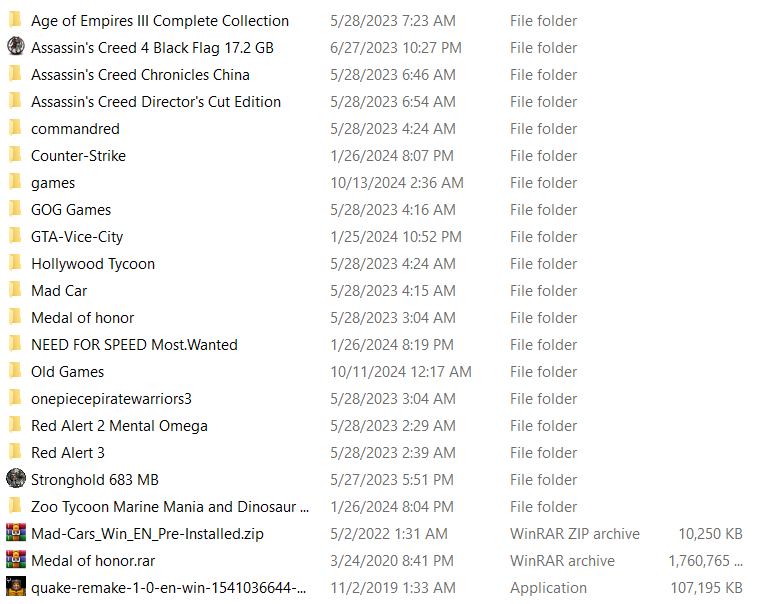 Age of Empires III Complete Collection 5/28/2023 7:23 AM File folder
Assassin's Creed 4 Black Flag 17.2 GB 6/27/2023 10:27 PM File folder
Assassin's Creed Chronicles China 5/28/2023 6:46 AM File folder
Assassin's Creed Director's Cut Edition 5/28/2023 6:54 AM File folder
commandred 5/28/2023 4:24 AM File folder
Counter-Strike 1/26/2024 8:07 PM File folder
games 10/13/2024 2:36 AM File folder
GOG Games 5/28/2023 4:16 AM File folder
GTA-Vice-City 1/25/2024 10:52 PM File folder
Hollywood Tycoon 5/28/2023 4:24 AM File folder
Mad Car 5/28/2023 4:15 AM File folder
Medal of honor 5/28/2023 3:04 AM File folder
NEED FOR SPEED Most.Wanted 1/26/2024 8:19 PM File folder
Old Games 10/11/2024 12:17 AM File folder
onepiecepiratewarriors3 5/28/2023 3:04 AM File folder
Red Alert 2 Mental Omega 5/28/2023 2:29 AM File folder
Red Alert 3 5/28/2023 2:39 AM File folder
Stronghold 683 MB 5/27/2023 5:51 PM File folder
Zoo Tycoon Marine Mania and Dinosaur ... 1/26/2024 8:04 PM File folder
Mad-Cars_Win_EN_Pre-Installed.zip 5/2/2022 1:31 AM WinRAR ZIP archive 10,250 KB
Medal of honor.rar 3/24/2020 8:41 PM WinRAR archive 1,760,765 ...
quake-remake-1-0-en-win-1541036644-... 11/2/2019 1:33 AM Application 107,195 KB